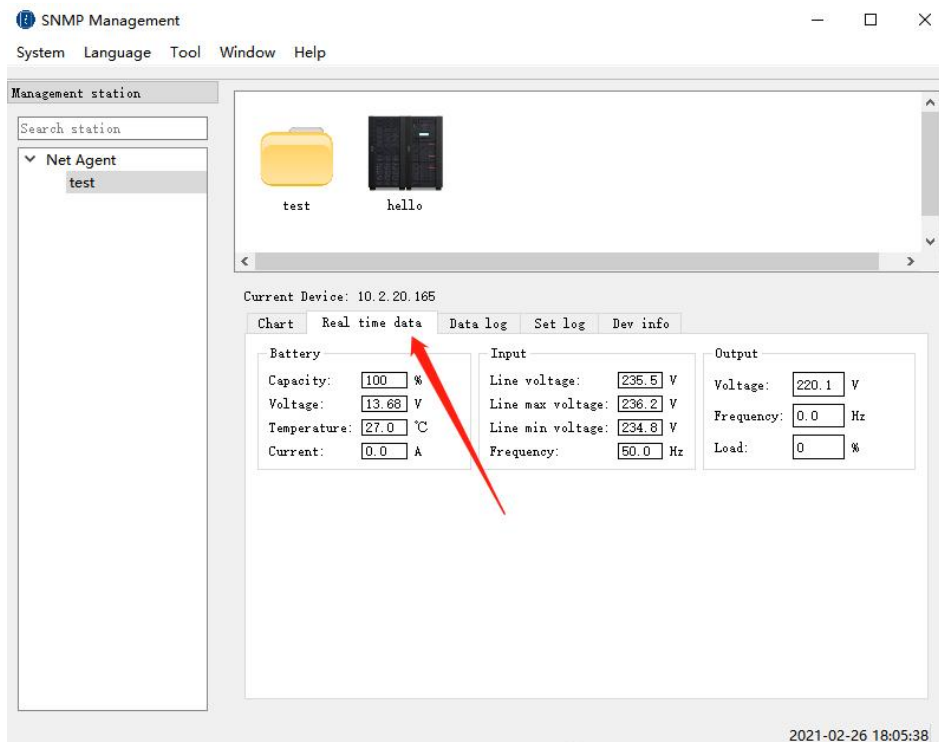 SNMP Management
System Language Tool Window Help
Management station
Search station
Net Agent
test
test hello
Current Device: 10.2.20.165
Chart Real time data Data log Set log Dev info
Battery
Capacity: 100 %
Voltage: 13.68 V
Temperature: 27.0 ℃
Current: 0.0 A
Input
Line voltage: 235.5 V
Line max voltage: 236.2 V
Line min voltage: 234.8 V
Frequency: 50.0 Hz
Output
Voltage: 220.1 V
Frequency: 0.0 Hz
Load: 0 %
2021-02-26 18:05:38